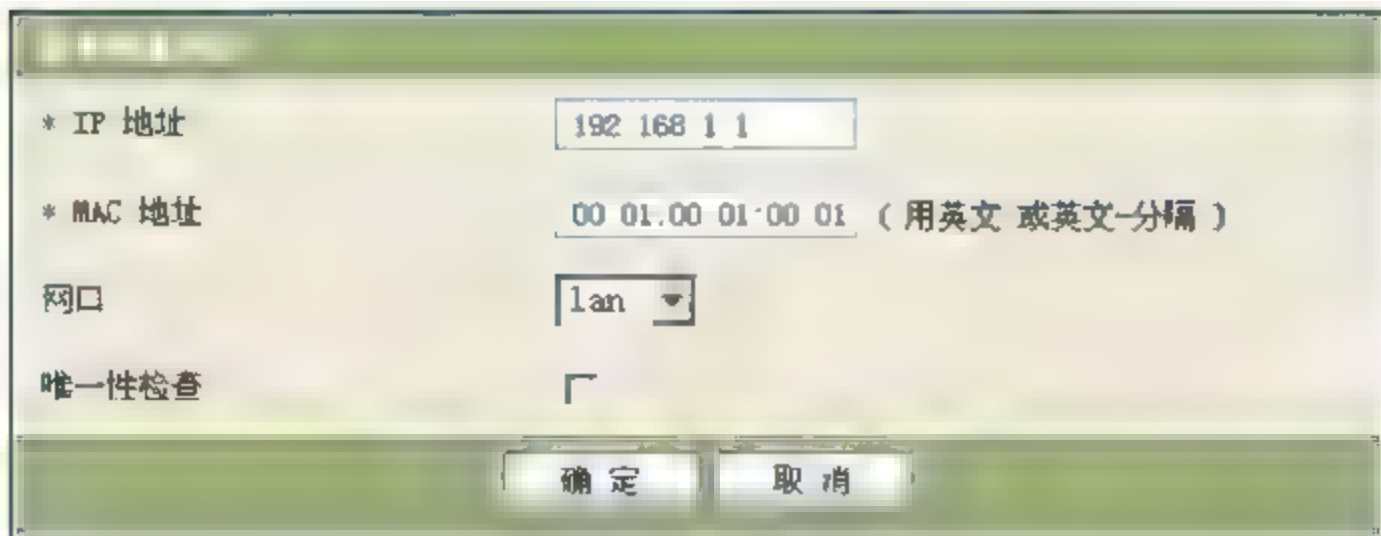 * IP 地址 192 168 1 1
* MAC 地址 00 01.00 01:00 01 ( 用英文 或英文-分隔 )
网口 lan
唯一性检查
确 定 取 消